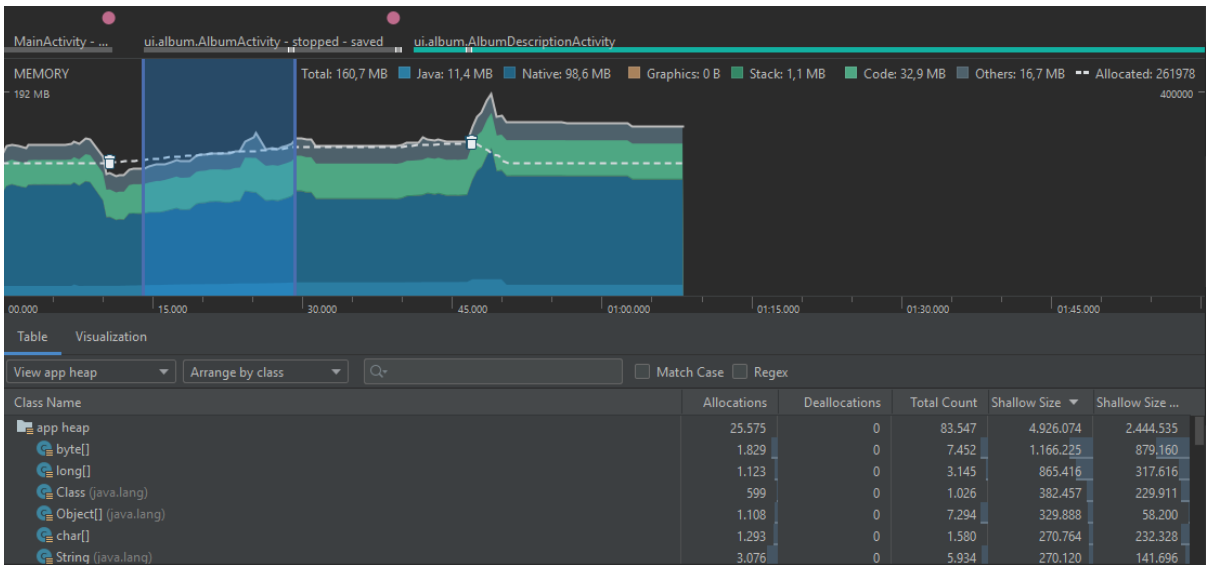 MainActivity - ... ui.album.AlbumActivity - stopped - saved ui.album.AlbumDescriptionActivity
MEMORY Total: 160,7 MB Java: 11,4 MB Native: 98,6 MB Graphics: 0 B Stack: 1,1 MB Code: 32,9 MB Others: 16,7 MB Allocated: 261978
192 MB 400000
00.000 15.000 30.000 45.000 01:00.000 01:15.000 01:30.000 01:45.000
Table Visualization
View app heap Arrange by class Match Case Regex
Class Name Allocations Deallocations Total Count Shallow Size Shallow Size ...
app heap 25.575 0 83.547 4.926.074 2.444.535
byte[] 1.829 0 7.452 1.166.225 879.160
long[] 1.123 0 3.145 865.416 317.616
Class (java.lang) 599 0 1.026 382.457 229.911
Object[] (java.lang) 1.108 0 7.294 329.888 58.200
char[] 1.293 0 1.580 270.764 232.328
String (java.lang) 3.076 0 5.934 270.120 141.696